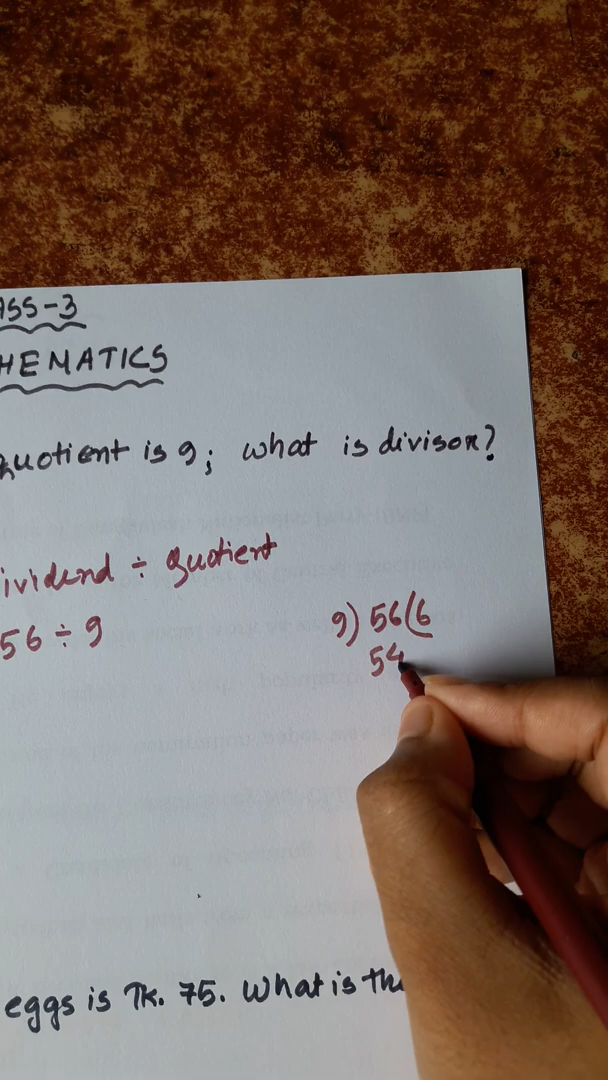 ASS-3
HEMATICS
quotient is 9; what is divisor?
ividend ÷ quotient
56 ÷ 9
9) 56(6
54
eggs is Tk. 75. What is the